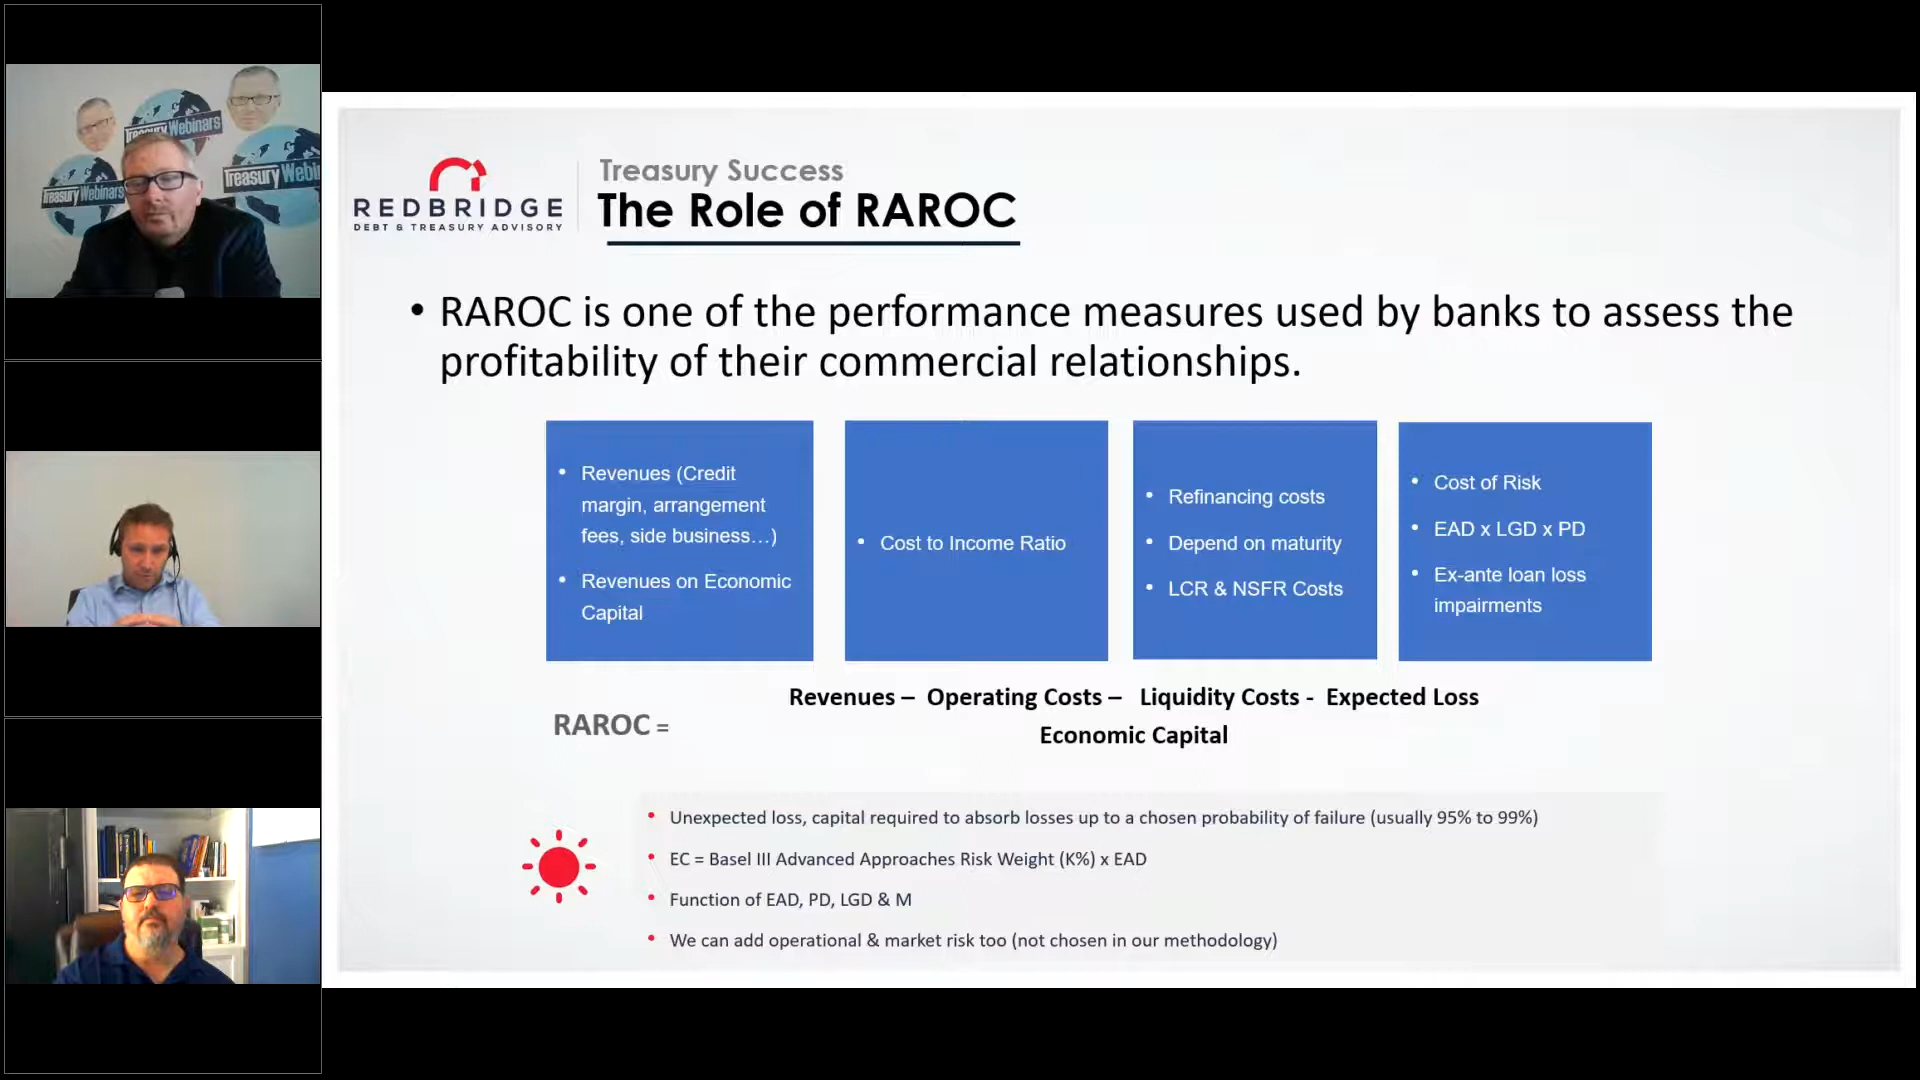 Treasury Webinars
Treasury Webinars
Treasury Webi
REDBRIDGE
DEBT & TREASURY ADVISORY
Treasury Success
The Role of RAROC
• RAROC is one of the performance measures used by banks to assess the
profitability of their commercial relationships.
• Revenues (Credit
margin, arrangement
fees, side business...)
• Revenues on Economic
Capital
• Cost to Income Ratio
• Refinancing costs
• Depend on maturity
• LCR & NSFR Costs
• Cost of Risk
• EAD x LGD x PD
• Ex-ante loan loss
impairments
Revenues – Operating Costs – Liquidity Costs - Expected Loss
RAROC =
Economic Capital
• Unexpected loss, capital required to absorb losses up to a chosen probability of failure (usually 95% to 99%)
• EC = Basel III Advanced Approaches Risk Weight (K%) x EAD
• Function of EAD, PD, LGD & M
• We can add operational & market risk too (not chosen in our methodology)